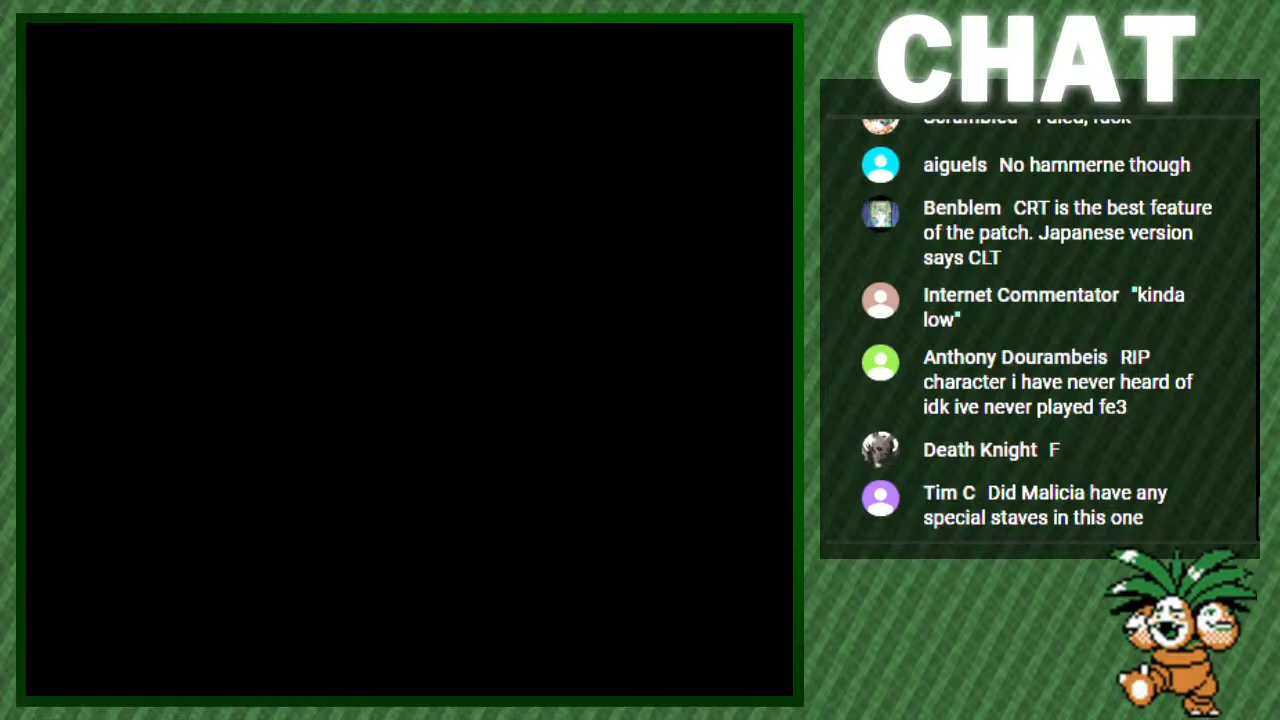 CHAT
aiguels No hammerne though
Benblem CRT is the best feature
of the patch. Japanese version
says CLT
Internet Commentator "kinda
low"
Anthony Dourambeis RIP
character i have never heard of
idk ive never played fe3
Death Knight F
Tim C Did Malicia have any
special staves in this one